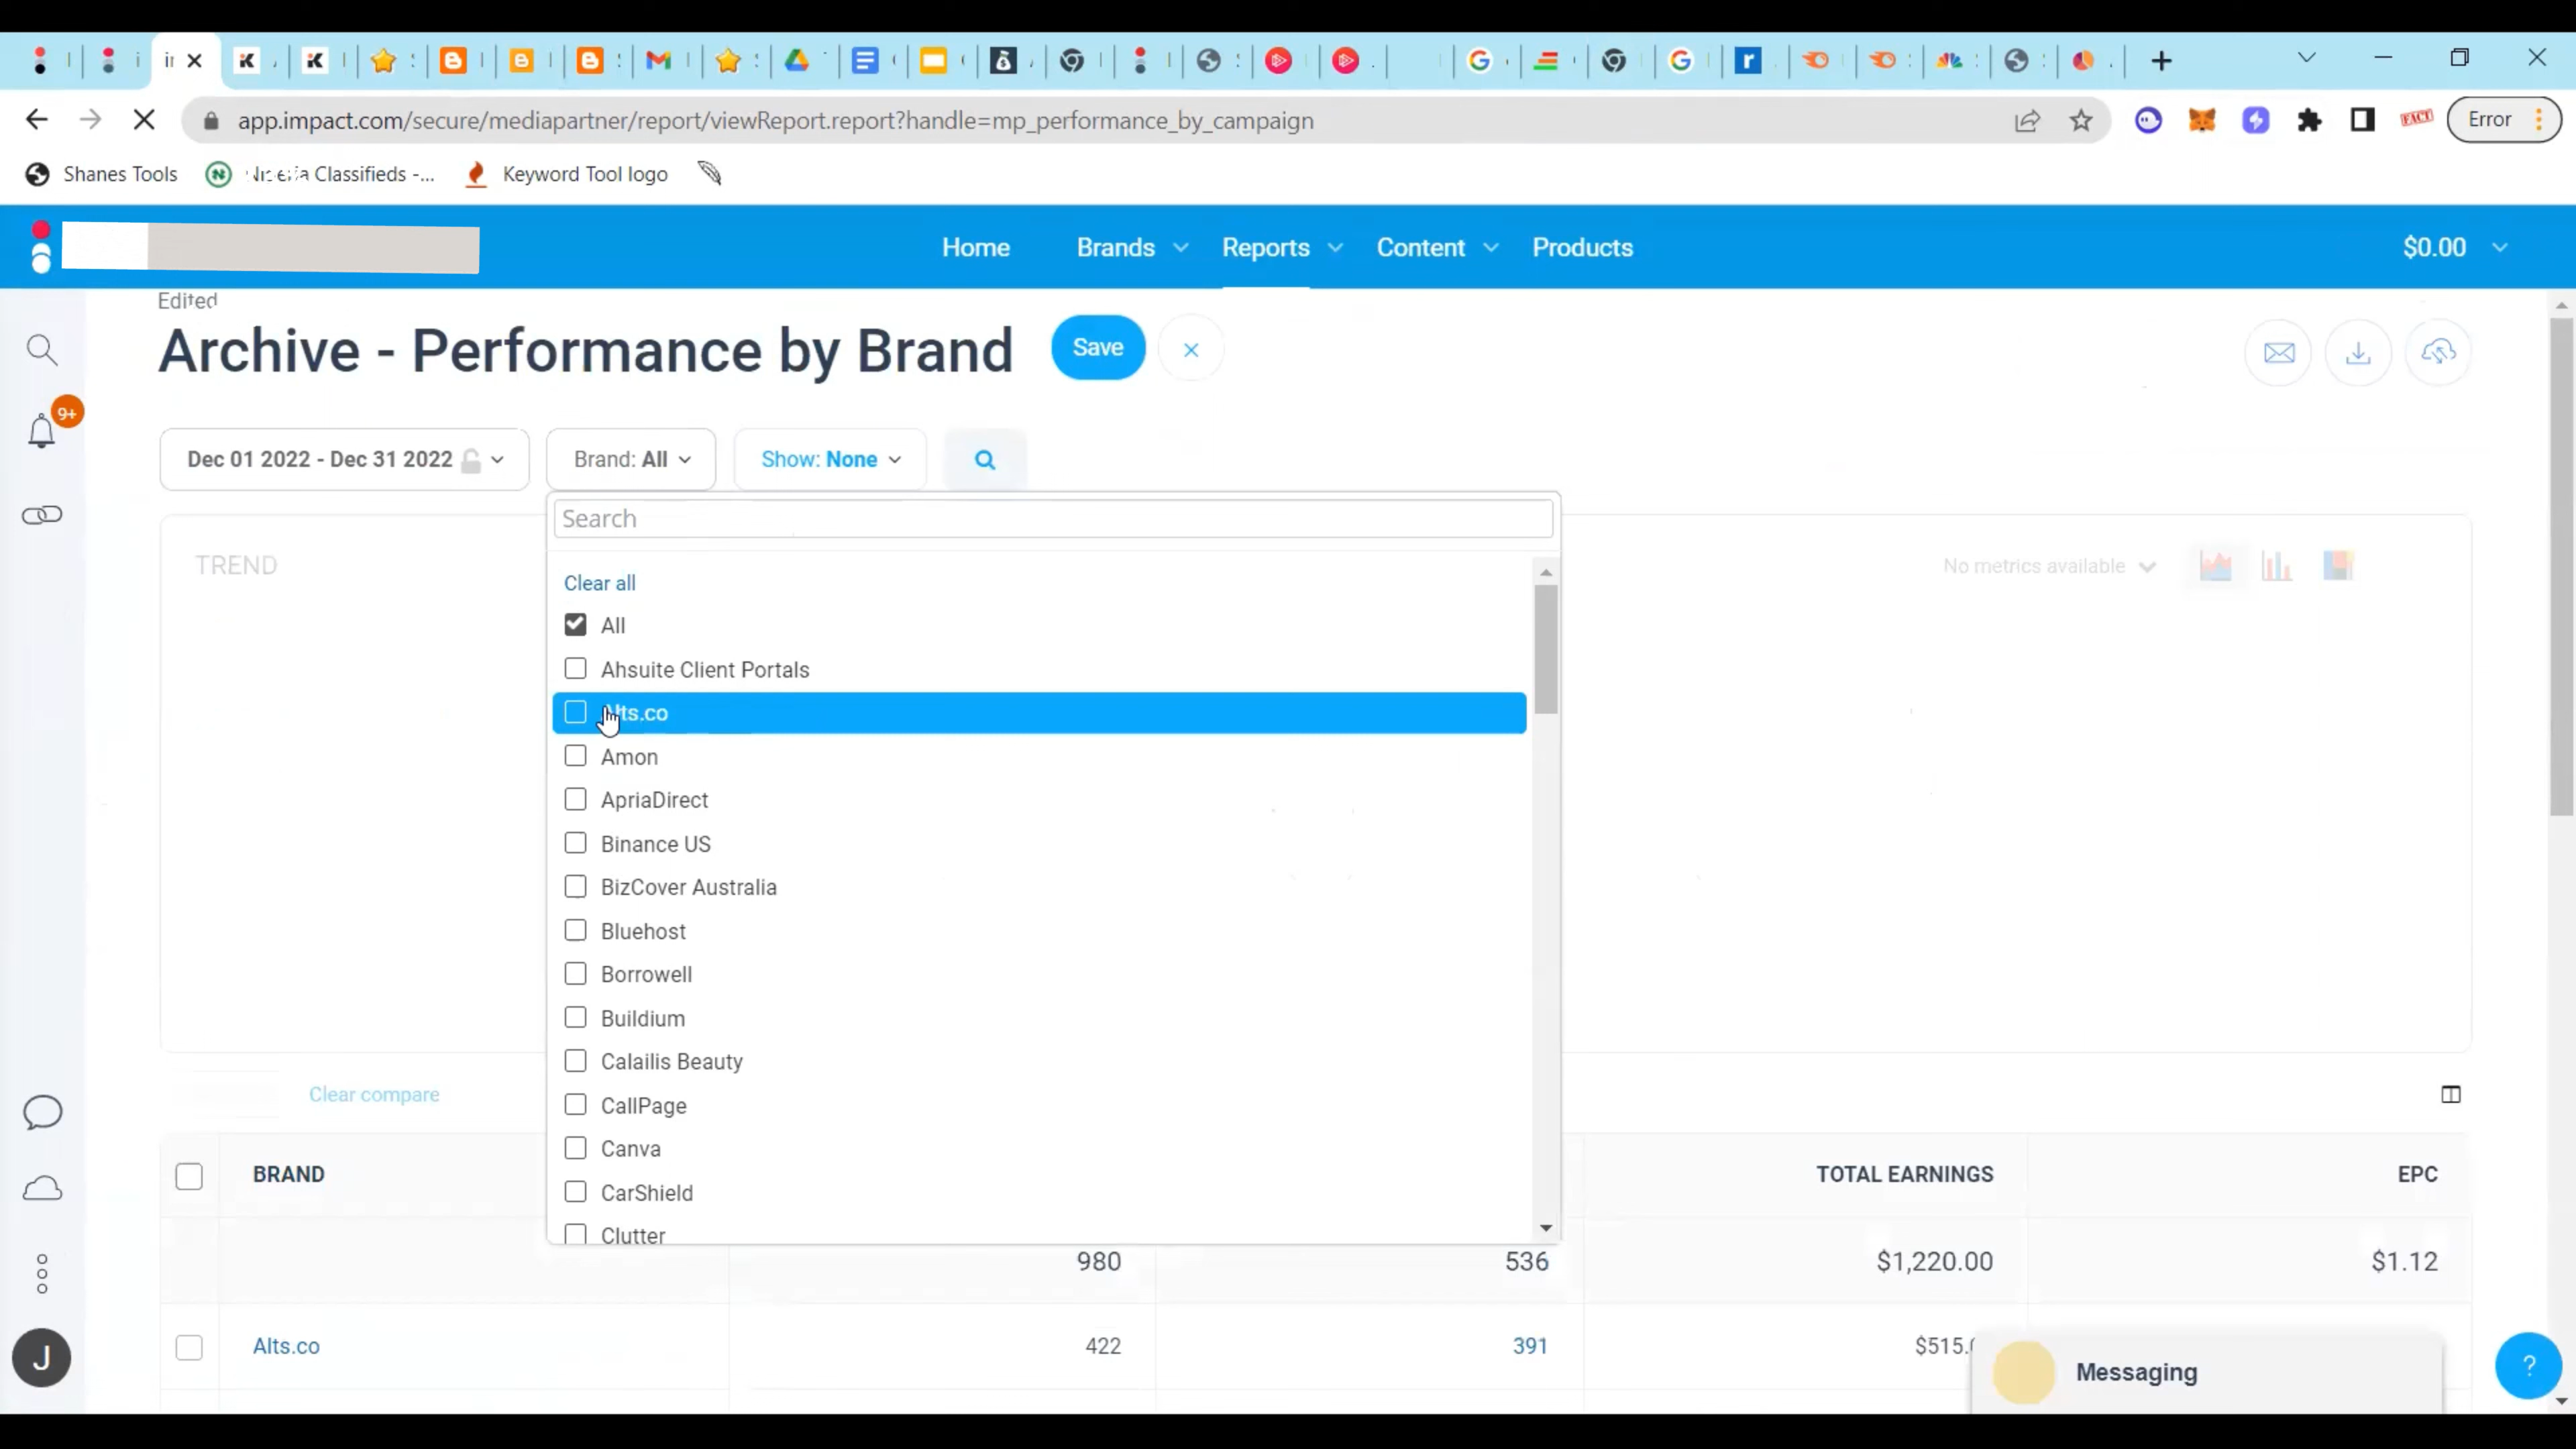 app.impact.com/secure/mediapartner/report/viewReport.report?handle=mp_performance_by_campaign
FACT
Error
Shanes Tools
Classifieds -...
Keyword Tool logo
Home
Brands
Reports
Content
Products
$0.00
Edited
Archive - Performance by Brand
Save
9+
Dec 01 2022 - Dec 31 2022
Brand: All
Show: None
Search
TREND
No metrics available
Clear all
All
Ahsuite Client Portals
Alts.co
Amon
ApriaDirect
Binance US
BizCover Australia
Bluehost
Borrowell
Buildium
Calailis Beauty
CallPage
Canva
CarShield
Clutter
Clear compare
BRAND
TOTAL EARNINGS
EPC
980
536
$1,220.00
$1.12
Alts.co
422
391
$515.
Messaging
?
J